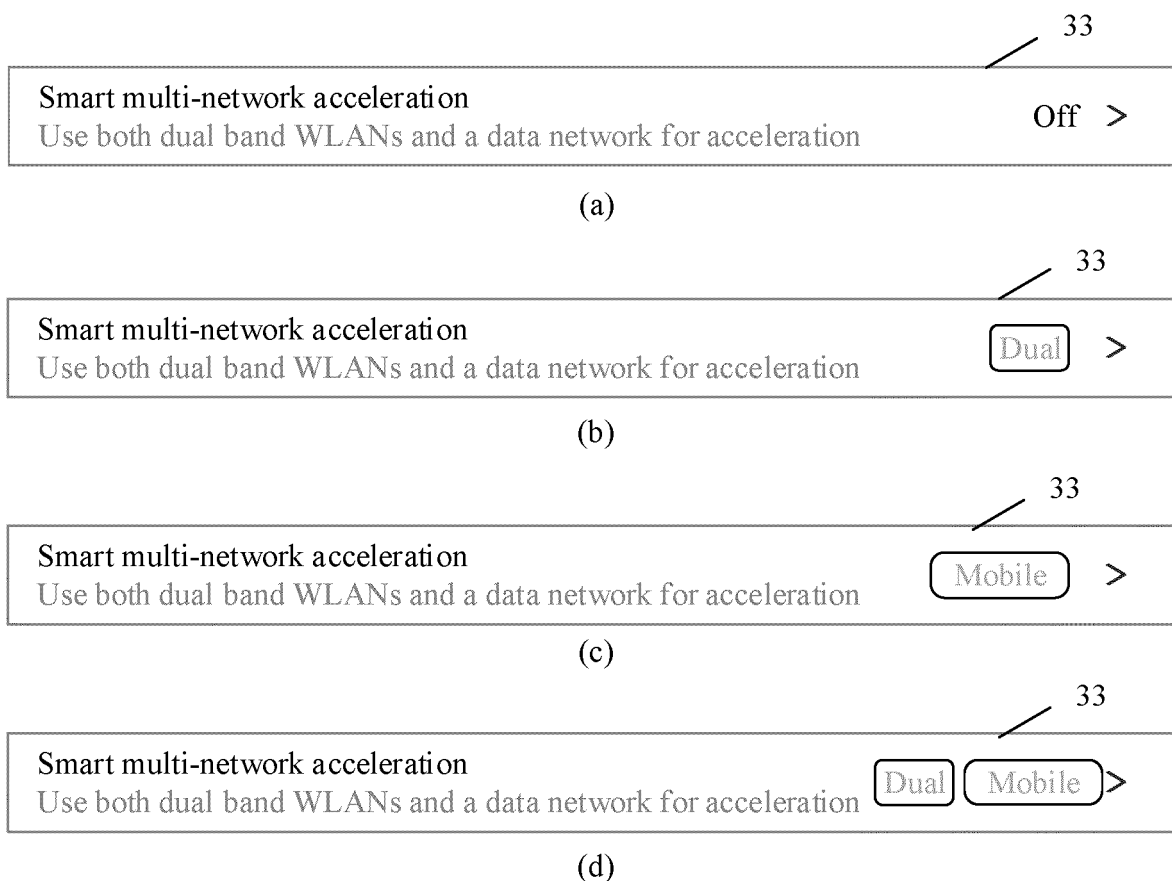 33
Smart multi-network acceleration
Off >
Use both dual band WLANs and a data network for acceleration
(a)
33
Smart multi-network acceleration
Dual >
Use both dual band WLANs and a data network for acceleration
(b)
33
Smart multi-network acceleration
Mobile >
Use both dual band WLANs and a data network for acceleration
(c)
33
Smart multi-network acceleration
Dual Mobile >
Use both dual band WLANs and a data network for acceleration
(d)